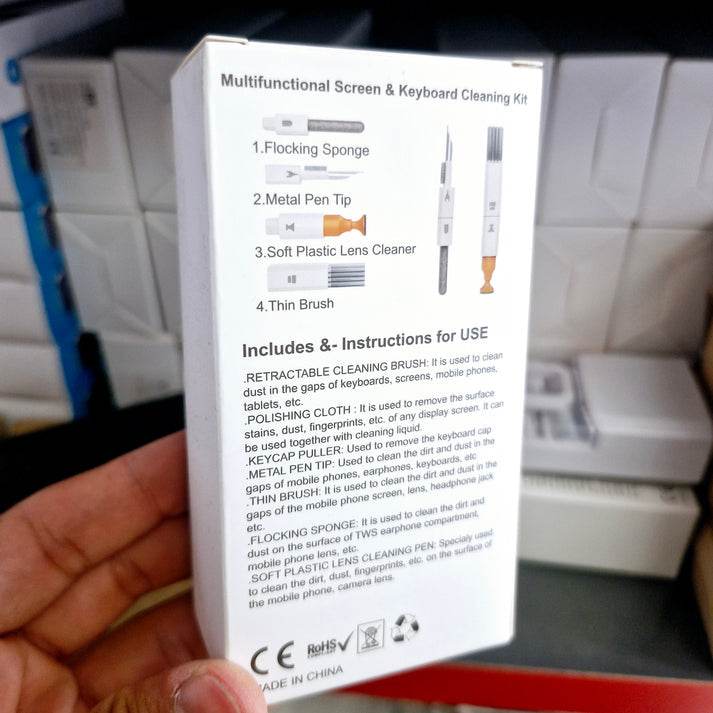 Multifunctional Screen & Keyboard Cleaning Kit
1.Flocking Sponge
2.Metal Pen Tip
3.Soft Plastic Lens Cleaner
4.Thin Brush
Includes &- Instructions for USE
.RETRACTABLE CLEANING BRUSH: It is used to clean
dust in the gaps of keyboards, screens, mobile phones,
tablets, etc.
.POLISHING CLOTH : It is used to remove the surface
stains, dust, fingerprints, etc. of any display screen. It can
be used together with cleaning liquid.
.KEYCAP PULLER: Used to remove the keyboard cap
.METAL PEN TIP: Used to clean the dirt and dust in the
gaps of mobile phones, earphones, keyboards, etc
.THIN BRUSH: It is used to clean the dirt and dust in the
gaps of the mobile phone screen, lens, headphone jack
etc.
.FLOCKING SPONGE: It is used to clean the dirt and
dust on the surface of TWS earphone compartment,
mobile phone lens, etc.
.SOFT PLASTIC LENS CLEANING PEN: Specialy used
to clean the dirt, dust, fingerprints, etc. on the surface of
the mobile phone, camera lens.
CE RoHS
COMPLIANT
MADE IN CHINA